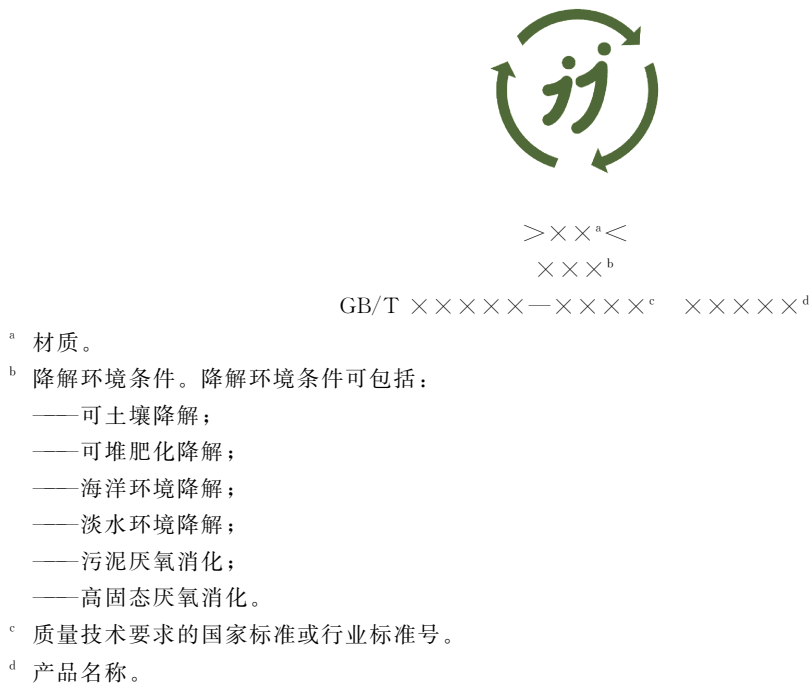 jj
>××ᵃ<
×××ᵇ
GB/T ×××××—××××ᶜ ×××××ᵈ
ᵃ 材质。
ᵇ 降解环境条件。降解环境条件可包括：
——可土壤降解；
——可堆肥化降解；
——海洋环境降解；
——淡水环境降解；
——污泥厌氧消化；
——高固态厌氧消化。
ᶜ 质量技术要求的国家标准或行业标准号。
ᵈ 产品名称。